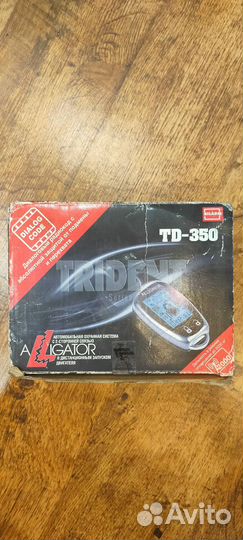 DIALOG
CODE
Диалоговый радиокод с
абсолютной защитой от подмены
и перехвата
TD-350
TRIDENT
АВТОМОБИЛЬНАЯ ОХРАННАЯ СИСТЕМА
С 2-СТОРОННЕЙ СВЯЗЬЮ
ALLIGATOR
И ДИСТАНЦИОННЫМ ЗАПУСКОМ
ДВИГАТЕЛЯ
Avito